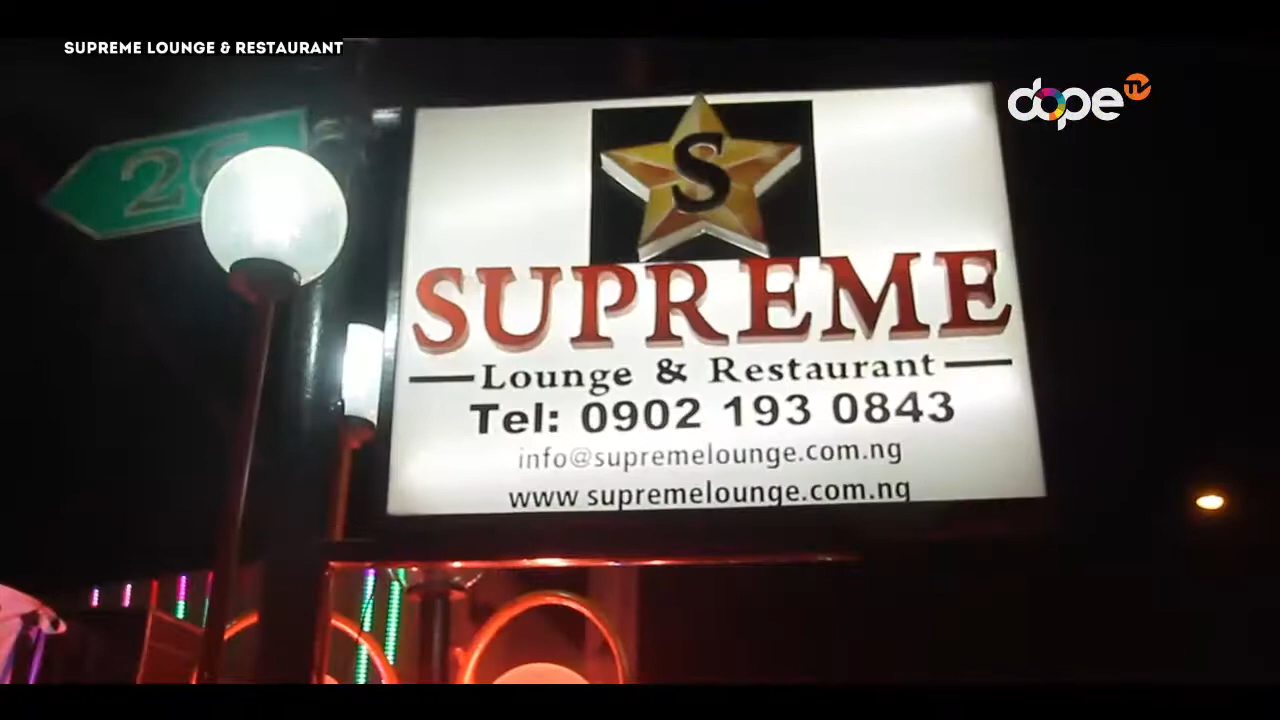 SUPREME LOUNGE & RESTAURANT
dope TV
S
SUPREME
Lounge & Restaurant
Tel: 0902 193 0843
info@supremelounge.com.ng
www supremelounge.com.ng